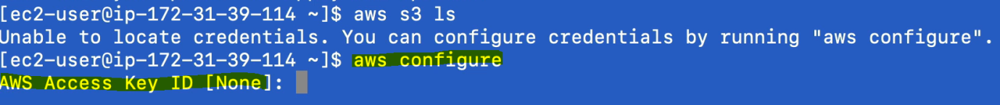 [ec2-user@ip-172-31-39-114 ~]$ aws s3 ls
Unable to locate credentials. You can configure credentials by running "aws configure".
[ec2-user@ip-172-31-39-114 ~]$ aws configure
AWS Access Key ID [None]: